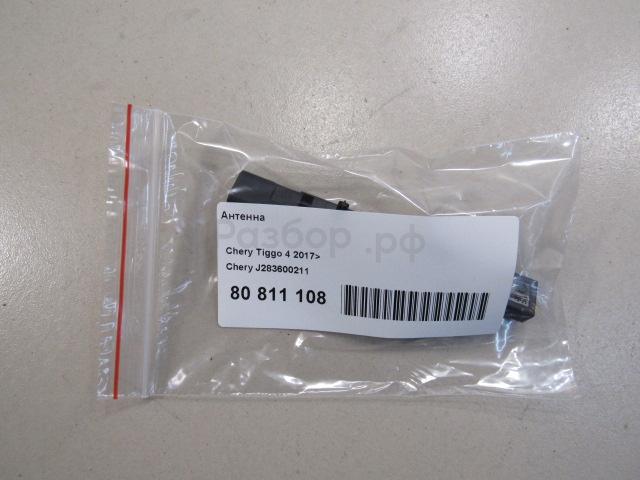 Антенна
Разбор.рф
Chery Tiggo 4 2017>
Chery J283600211
80 811 108